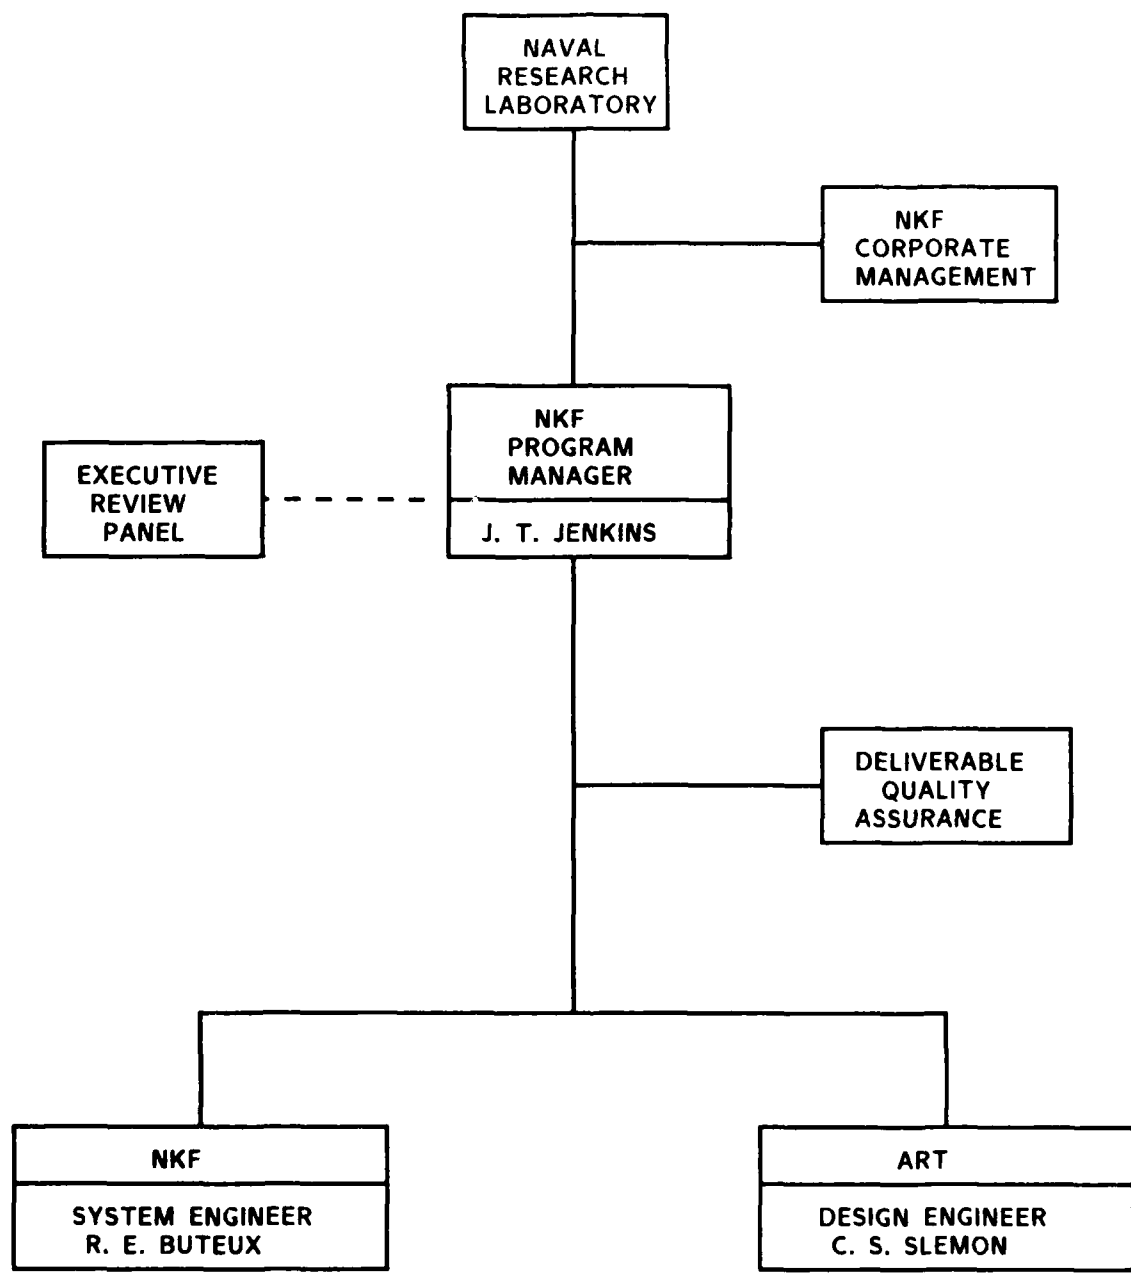 NAVAL
RESEARCH
LABORATORY
NKF
CORPORATE
MANAGEMENT
NKF
PROGRAM
MANAGER
J. T. JENKINS
EXECUTIVE
REVIEW
PANEL
DELIVERABLE
QUALITY
ASSURANCE
NKF
SYSTEM ENGINEER
R. E. BUTEUX
ART
DESIGN ENGINEER
C. S. SLEMON